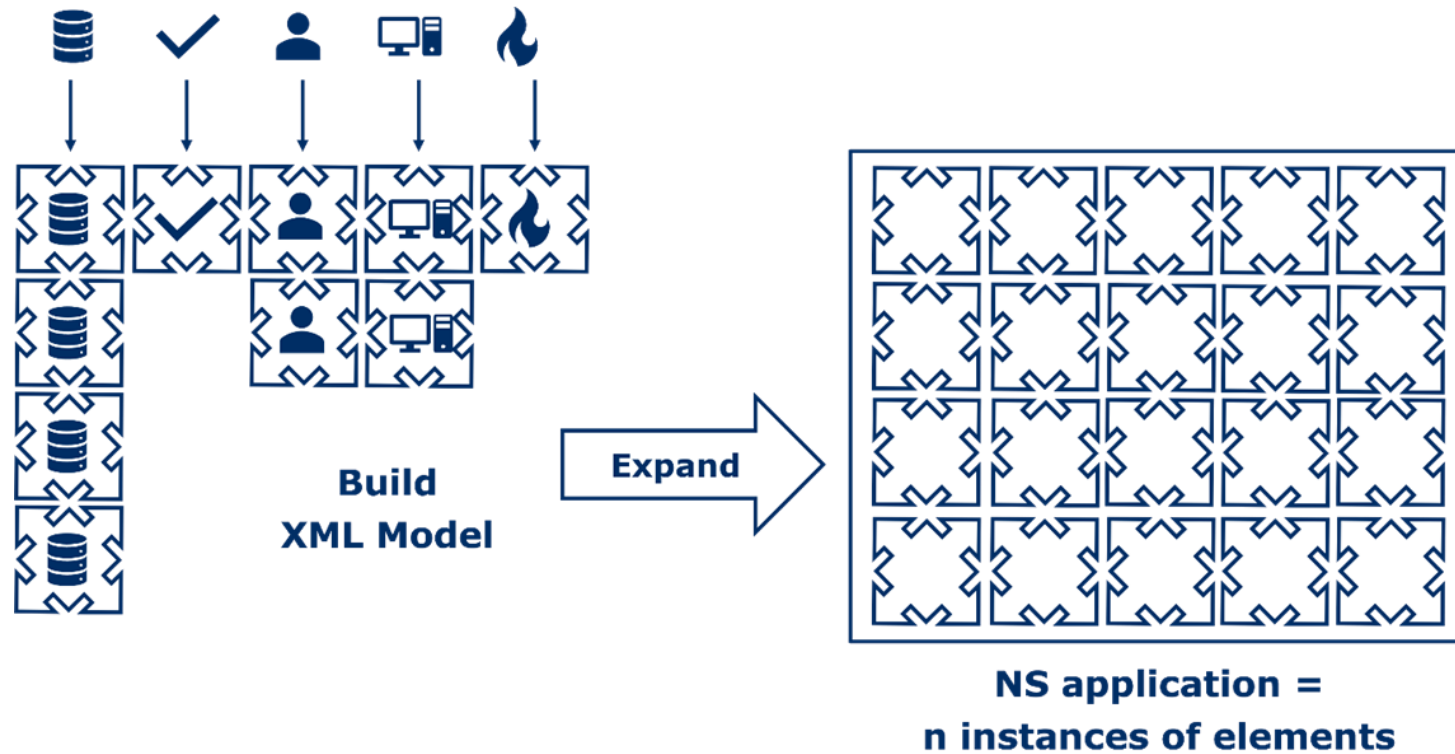 Build
XML Model
Expand
NS application =
n instances of elements